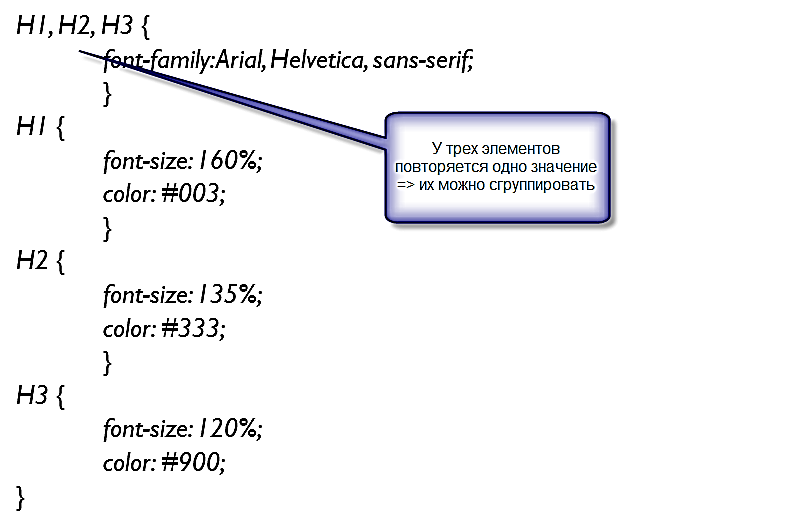 H1, H2, H3 {
font-family:Arial, Helvetica, sans-serif;
}
H1 {
font-size: 160%;
color: #003;
}
H2 {
font-size: 135%;
color: #333;
}
H3 {
font-size: 120%;
color: #900;
}
У трех элементов
повторяется одно значение
=> их можно сгруппировать